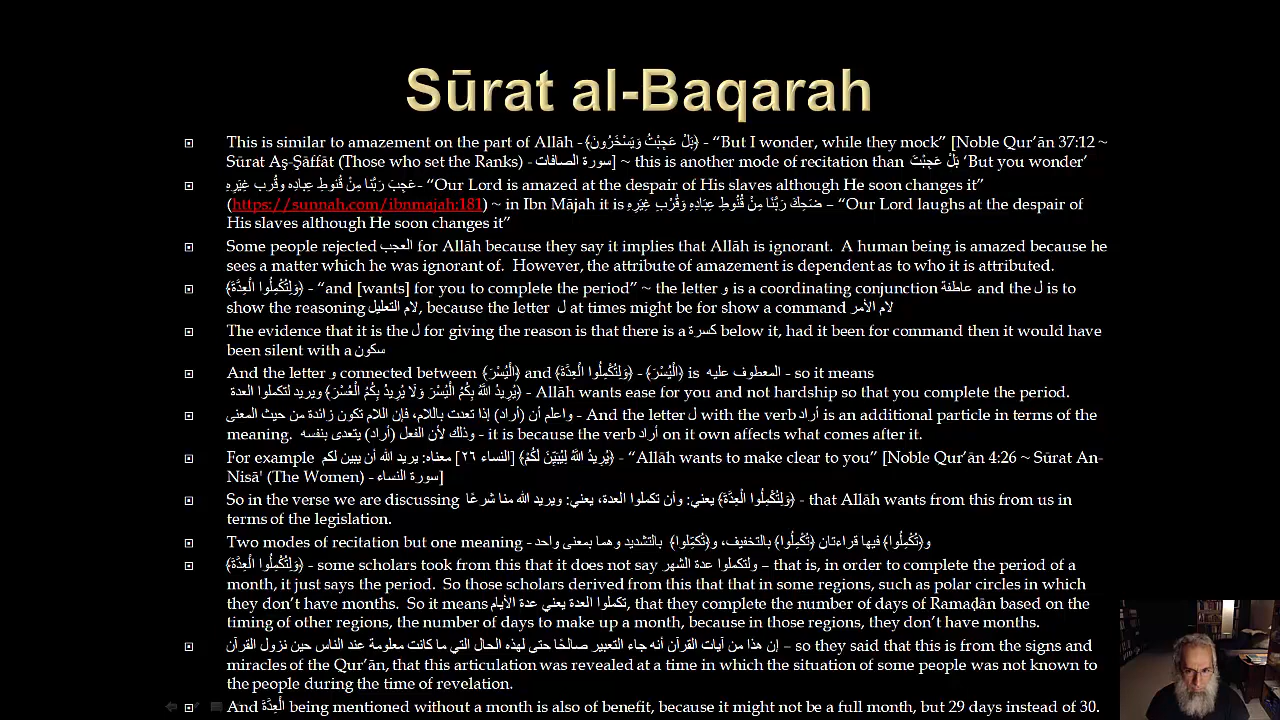 Sūrat al-Baqarah
This is similar to amazement on the part of Allāh - ﴿بَلْ عَجِبْتُ وَيَسْخَرُونَ﴾ - “But I wonder, while they mock” [Noble Qur’ān 37:12 ~
Sūrat Aş-Şāffāt (Those who set the Ranks) - سورة الصافات] ~ this is another mode of recitation than بَلْ عَجِبْتَ ‘But you wonder’
عَجَبَ رَبُّنَا مِنْ قُنوطِ عِبادِه وقُرب غِيَرِهِ- “Our Lord is amazed at the despair of His slaves although He soon changes it”
(https://sunnah.com/ibnmajah:181) ~ in Ibn Mājah it is ضَحِكَ رَبُّنَا مِنْ قُنُوطِ عِبَادِهِ وَقُرْبِ غِيَرِهِ – “Our Lord laughs at the despair of
His slaves although He soon changes it”
Some people rejected العجب for Allāh because they say it implies that Allāh is ignorant. A human being is amazed because he
sees a matter which he was ignorant of. However, the attribute of amazement is dependent as to who it is attributed.
﴿وَلِتُكْمِلُوا الْعِدَّةَ﴾ - “and [wants] for you to complete the period” ~ the letter و is a coordinating conjunction عاطفة and the ل is to
show the reasoning لام التعليل, because the letter ل at times might be for show a command لام الأمر
The evidence that it is the ل for giving the reason is that there is a كسرة below it, had it been for command then it would have
been silent with a سكون
And the letter و connected between ﴿الْيُسْرَ﴾ and ﴿وَلِتُكْمِلُوا الْعِدَّةَ﴾ - ﴿الْيُسْرَ﴾ is المعطوف عليه - so it means
﴿يُرِيدُ اللَّهُ بِكُمُ الْيُسْرَ وَلَا يُرِيدُ بِكُمُ الْعُسْرَ﴾ ويريد لتكملوا العدة - Allāh wants ease for you and not hardship so that you complete the period.
واعلم أن (أراد) إذا تعدت باللام، فإن اللام تكون زائدة من حيث المعنى - And the letter ل with the verb أراد is an additional particle in terms of the
meaning. وذلك لأن الفعل (أراد) يتعدى بنفسه - it is because the verb أراد on it own affects what comes after it.
For example ﴿يُرِيدُ اللَّهُ لِيُبَيِّنَ لَكُمْ﴾ [النساء ٢٦] معناه: يريد الله أن يبين لكم - “Allāh wants to make clear to you” [Noble Qur’ān 4:26 ~ Sūrat An-
Nisā' (The Women) - سورة النساء]
So in the verse we are discussing ﴿وَلِتُكْمِلُوا الْعِدَّةَ﴾ يعني: وأن تكملوا العدة، يعني: ويريد الله منا شرعًا - that Allāh wants from this from us in
terms of the legislation.
Two modes of recitation but one meaning - و﴿تُكْمِلُوا﴾ فيها قراءتان ﴿تُكْمِلُوا﴾ بالتخفيف، و﴿تُكَمِّلوا﴾ بالتشديد وهما بمعنى واحد
﴿وَلِتُكْمِلُوا الْعِدَّةَ﴾ - some scholars took from this that it does not say ولتكملوا عدة الشهر – that is, in order to complete the period of a
month, it just says the period. So those scholars derived from this that that in some regions, such as polar circles in which
they don’t have months. So it means تكملوا العدة يعني عدة الأيام, that they complete the number of days of Ramaḍān based on the
timing of other regions, the number of days to make up a month, because in those regions, they don’t have months.
إن هذا من آيات القرآن أنه جاء التعبير صالحًا حتى لهذه الحال التي ما كانت معلومة عند الناس حين نزول القرآن – so they said that this is from the signs and
miracles of the Qur’ān, that this articulation was revealed at a time in which the situation of some people was not known to
the people during the time of revelation.
And الْعِدَّةَ being mentioned without a month is also of benefit, because it might not be a full month, but 29 days instead of 30.